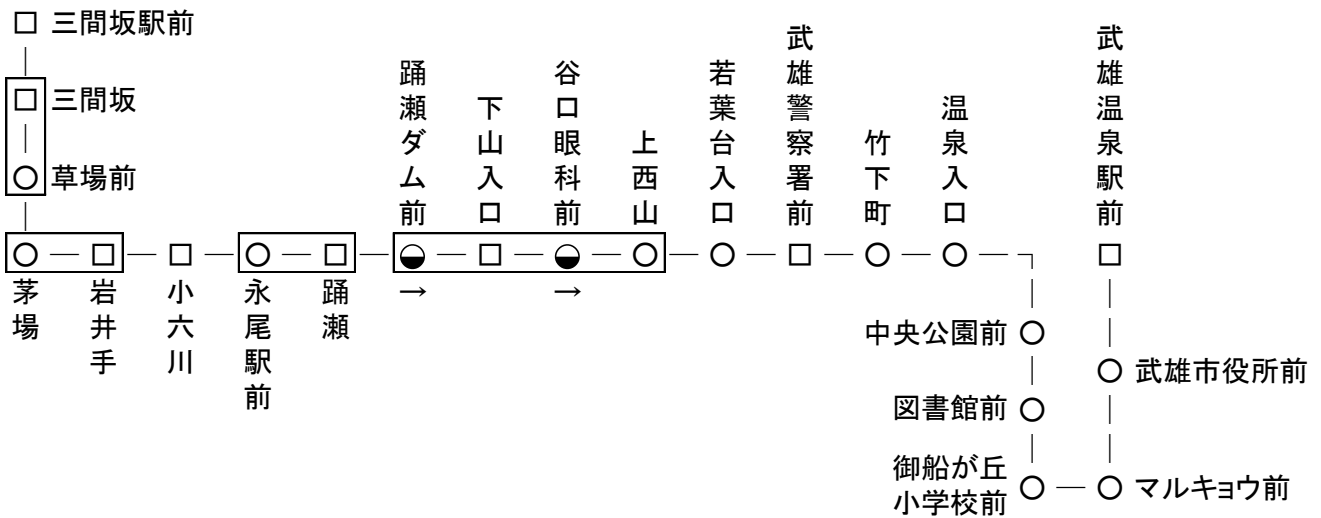 三間坂駅前
三間坂
草場前
茅場
岩井手
小六川
永尾駅前
踊瀬
踊瀬ダム前
→
下山入口
谷口眼科前
→
上西山
若葉台入口
武雄警察署前
竹下町
温泉入口
中央公園前
図書館前
御船が丘
小学校前
マルキョウ前
武雄市役所前
武雄温泉駅前